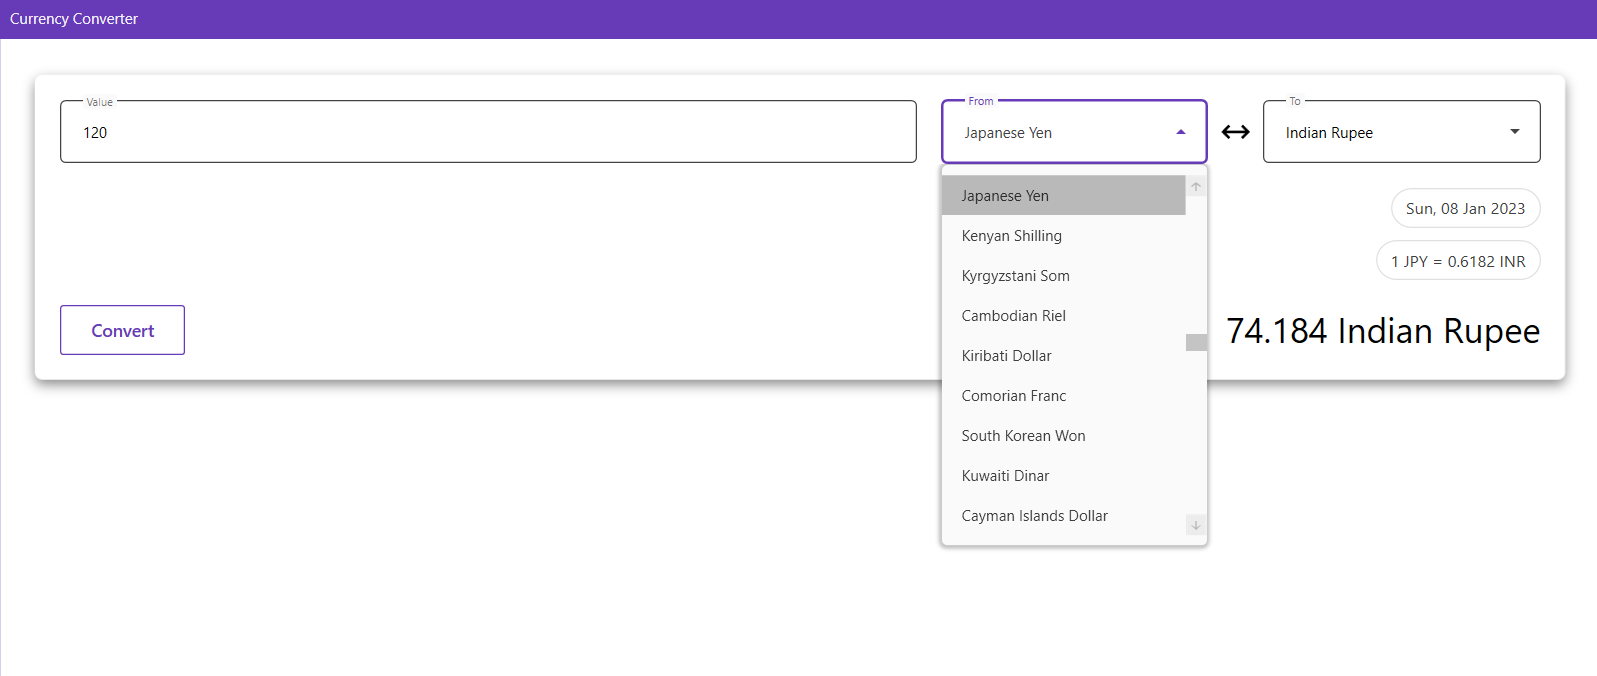 Currency Converter
Value
120
From
Japanese Yen
To
Indian Rupee
Japanese Yen
Kenyan Shilling
Kyrgyzstani Som
Cambodian Riel
Kiribati Dollar
Comorian Franc
South Korean Won
Kuwaiti Dinar
Cayman Islands Dollar
Sun, 08 Jan 2023
1 JPY = 0.6182 INR
Convert
74.184 Indian Rupee